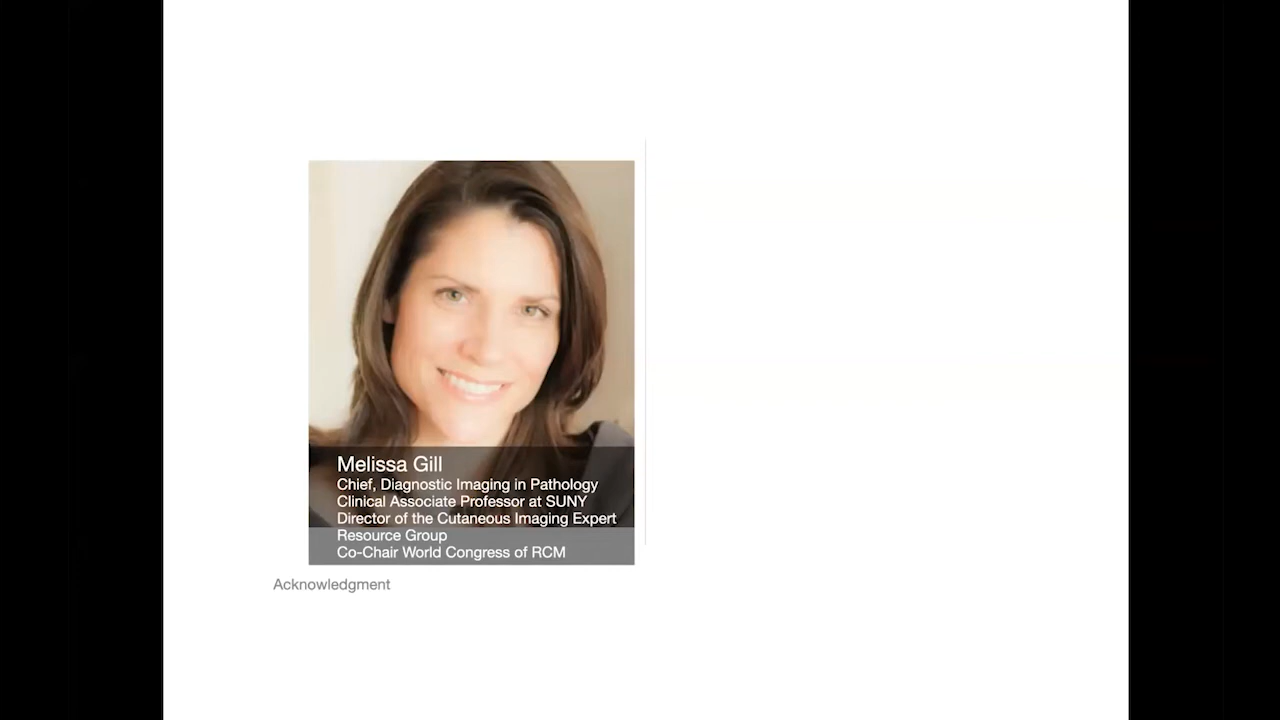 Melissa Gill
Chief, Diagnostic Imaging in Pathology
Clinical Associate Professor at SUNY
Director of the Cutaneous Imaging Expert
Resource Group
Co-Chair World Congress of RCM
Acknowledgment